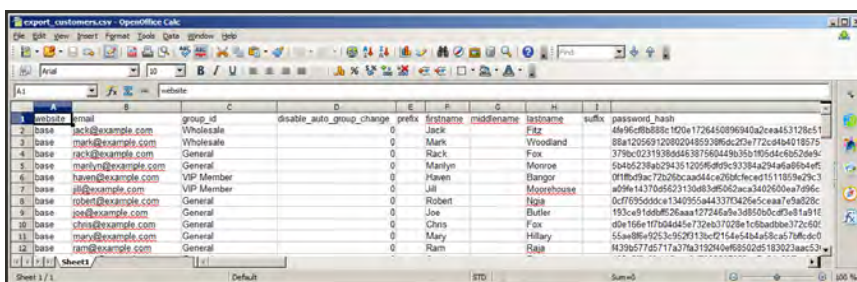 export_customers.csv - OpenOffice Calc
File Edit View Insert Format Tools Data Window Help
Find
Arial 10 B I U
A1 website
A B C D E F G H I
1 website email group_id disable_auto_group_change prefix firstname middlename lastname suffix password_hash
2 base jack@example.com Wholesale 0 Jack Fitz
3 base mark@example.com Wholesale 0 Mark Woodland
4 base rack@example.com General 0 Rack Fox
5 base marilyn@example.com General 0 Marilyn Monroe
6 base haven@example.com VIP Member 0 Haven Bangor
7 base jill@example.com VIP Member 0 Jill Moorehouse
8 base robert@example.com General 0 Robert
9 base joe@example.com General 0 Joe Butler
10 base chris@example.com General 0 Chris Fox
11 base mary@example.com General 0 Mary Hillary
12 base ram@example.com General 0 Ram Raja
Sheet1
Sheet 1 / 1 Default STD Sum=0 100 %